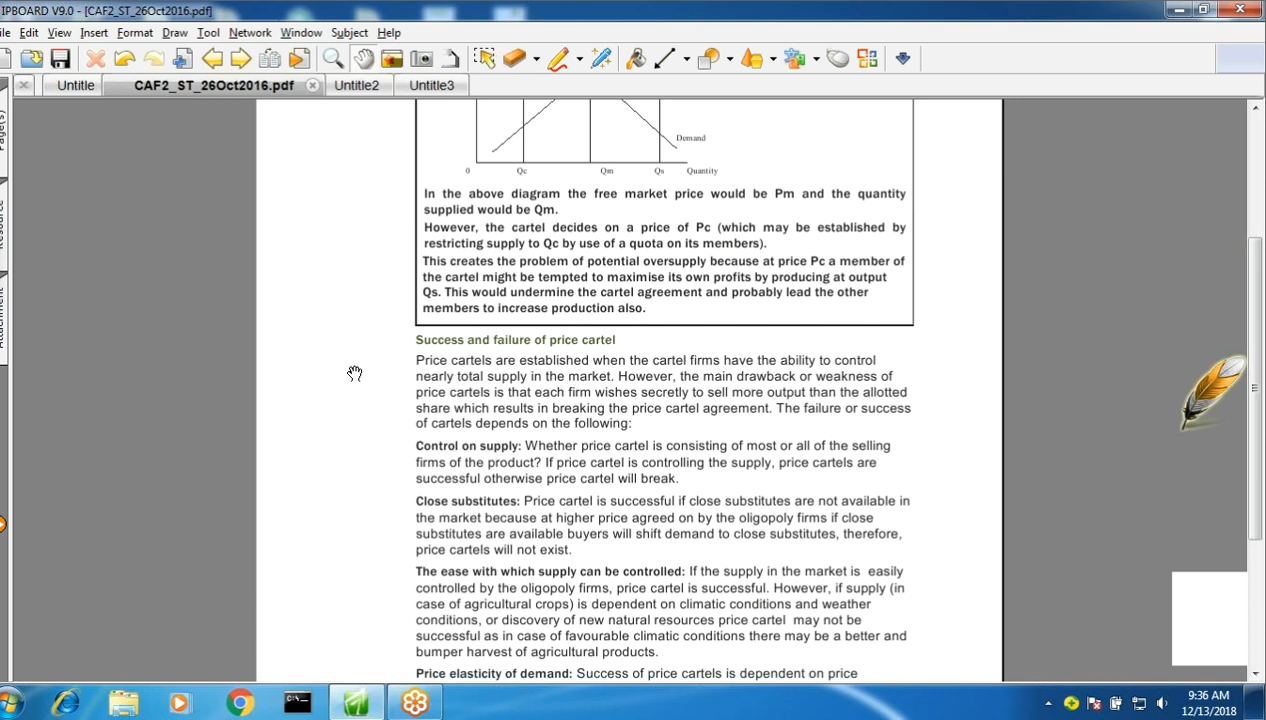 IPBOARD V9.0 - [CAF2_ST_26Oct2016.pdf]
ile Edit View Insert Format Draw Tool Network Window Subject Help
Untitle CAF2_ST_26Oct2016.pdf Untitle2 Untitle3
Page(s)
Resource
Attachment
Demand
0 Qc Qm Qs Quantity
In the above diagram the free market price would be Pm and the quantity
supplied would be Qm.
However, the cartel decides on a price of Pc (which may be established by
restricting supply to Qc by use of a quota on its members).
This creates the problem of potential oversupply because at price Pc a member of
the cartel might be tempted to maximise its own profits by producing at output
Qs. This would undermine the cartel agreement and probably lead the other
members to increase production also.
Success and failure of price cartel
Price cartels are established when the cartel firms have the ability to control
nearly total supply in the market. However, the main drawback or weakness of
price cartels is that each firm wishes secretly to sell more output than the allotted
share which results in breaking the price cartel agreement. The failure or success
of cartels depends on the following:
Control on supply: Whether price cartel is consisting of most or all of the selling
firms of the product? If price cartel is controlling the supply, price cartels are
successful otherwise price cartel will break.
Close substitutes: Price cartel is successful if close substitutes are not available in
the market because at higher price agreed on by the oligopoly firms if close
substitutes are available buyers will shift demand to close substitutes, therefore,
price cartels will not exist.
The ease with which supply can be controlled: If the supply in the market is easily
controlled by the oligopoly firms, price cartel is successful. However, if supply (in
case of agricultural crops) is dependent on climatic conditions and weather
conditions, or discovery of new natural resources price cartel may not be
successful as in case of favourable climatic conditions there may be a better and
bumper harvest of agricultural products.
Price elasticity of demand: Success of price cartels is dependent on price
9:36 AM
12/13/2018